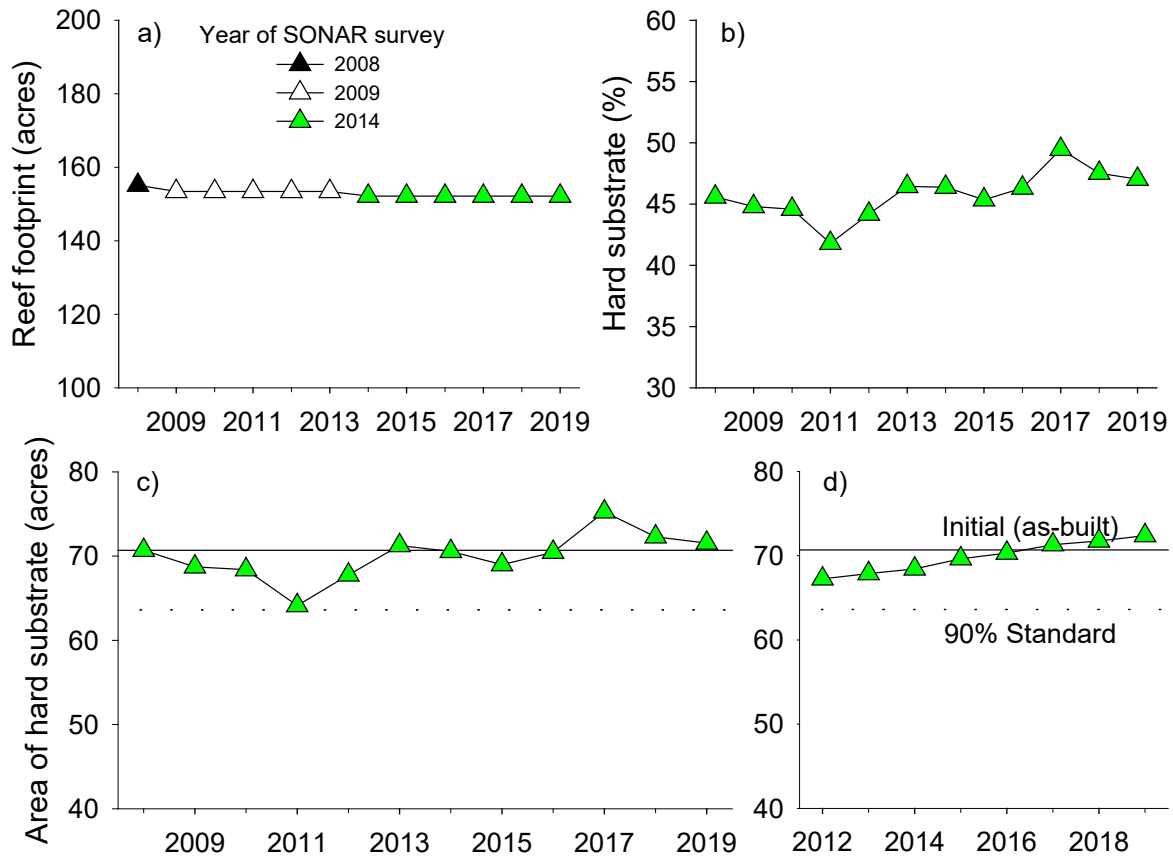 a)
Year of SONAR survey
2008
2009
2014
200
180
160
140
120
100
Reef footprint (acres)
2009 2011 2013 2015 2017 2019
b)
60
55
50
45
40
35
30
Hard substrate (%)
2009 2011 2013 2015 2017 2019
c)
80
70
60
50
40
Area of hard substrate (acres)
2009 2011 2013 2015 2017 2019
d)
80
70
60
50
40
Initial (as-built)
90% Standard
2012 2014 2016 2018